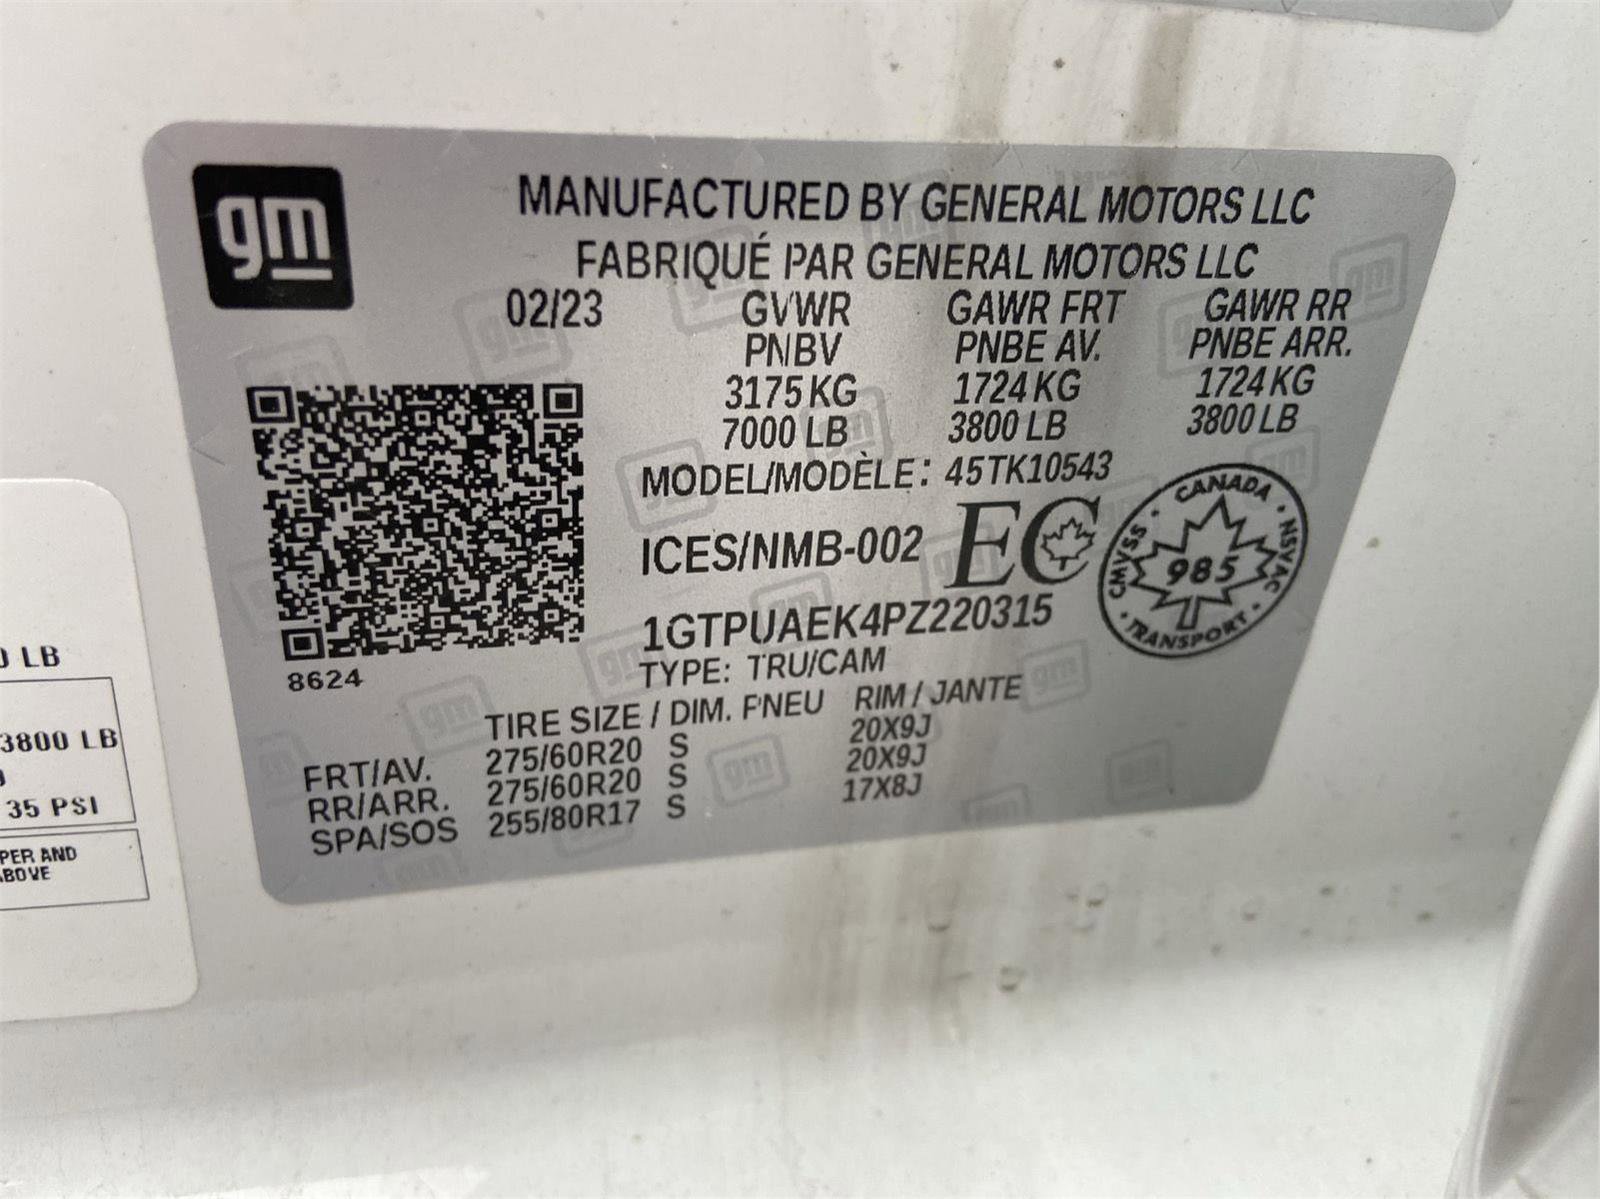 gm
MANUFACTURED BY GENERAL MOTORS LLC
FABRIQUÉ PAR GENERAL MOTORS LLC
02/23 GVWR GAWR FRT GAWR RR
PNBV PNBE AV. PNBE ARR.
3175 KG 1724 KG 1724 KG
7000 LB 3800 LB 3800 LB
MODEL/MODÈLE: 45TK10543
ICES/NMB-002 EC
CANADA
CMVSS 985 NSVAC
TRANSPORT
1GTPUAEK4PZ220315
8624
TYPE: TRU/CAM
TIRE SIZE / DIM. PNEU RIM / JANTE
FRT/AV. 275/60R20 S 20X9J
RR/ARR. 275/60R20 S 20X9J
SPA/SOS 255/80R17 S 17X8J
LB
3800 LB
35 PSI
AND